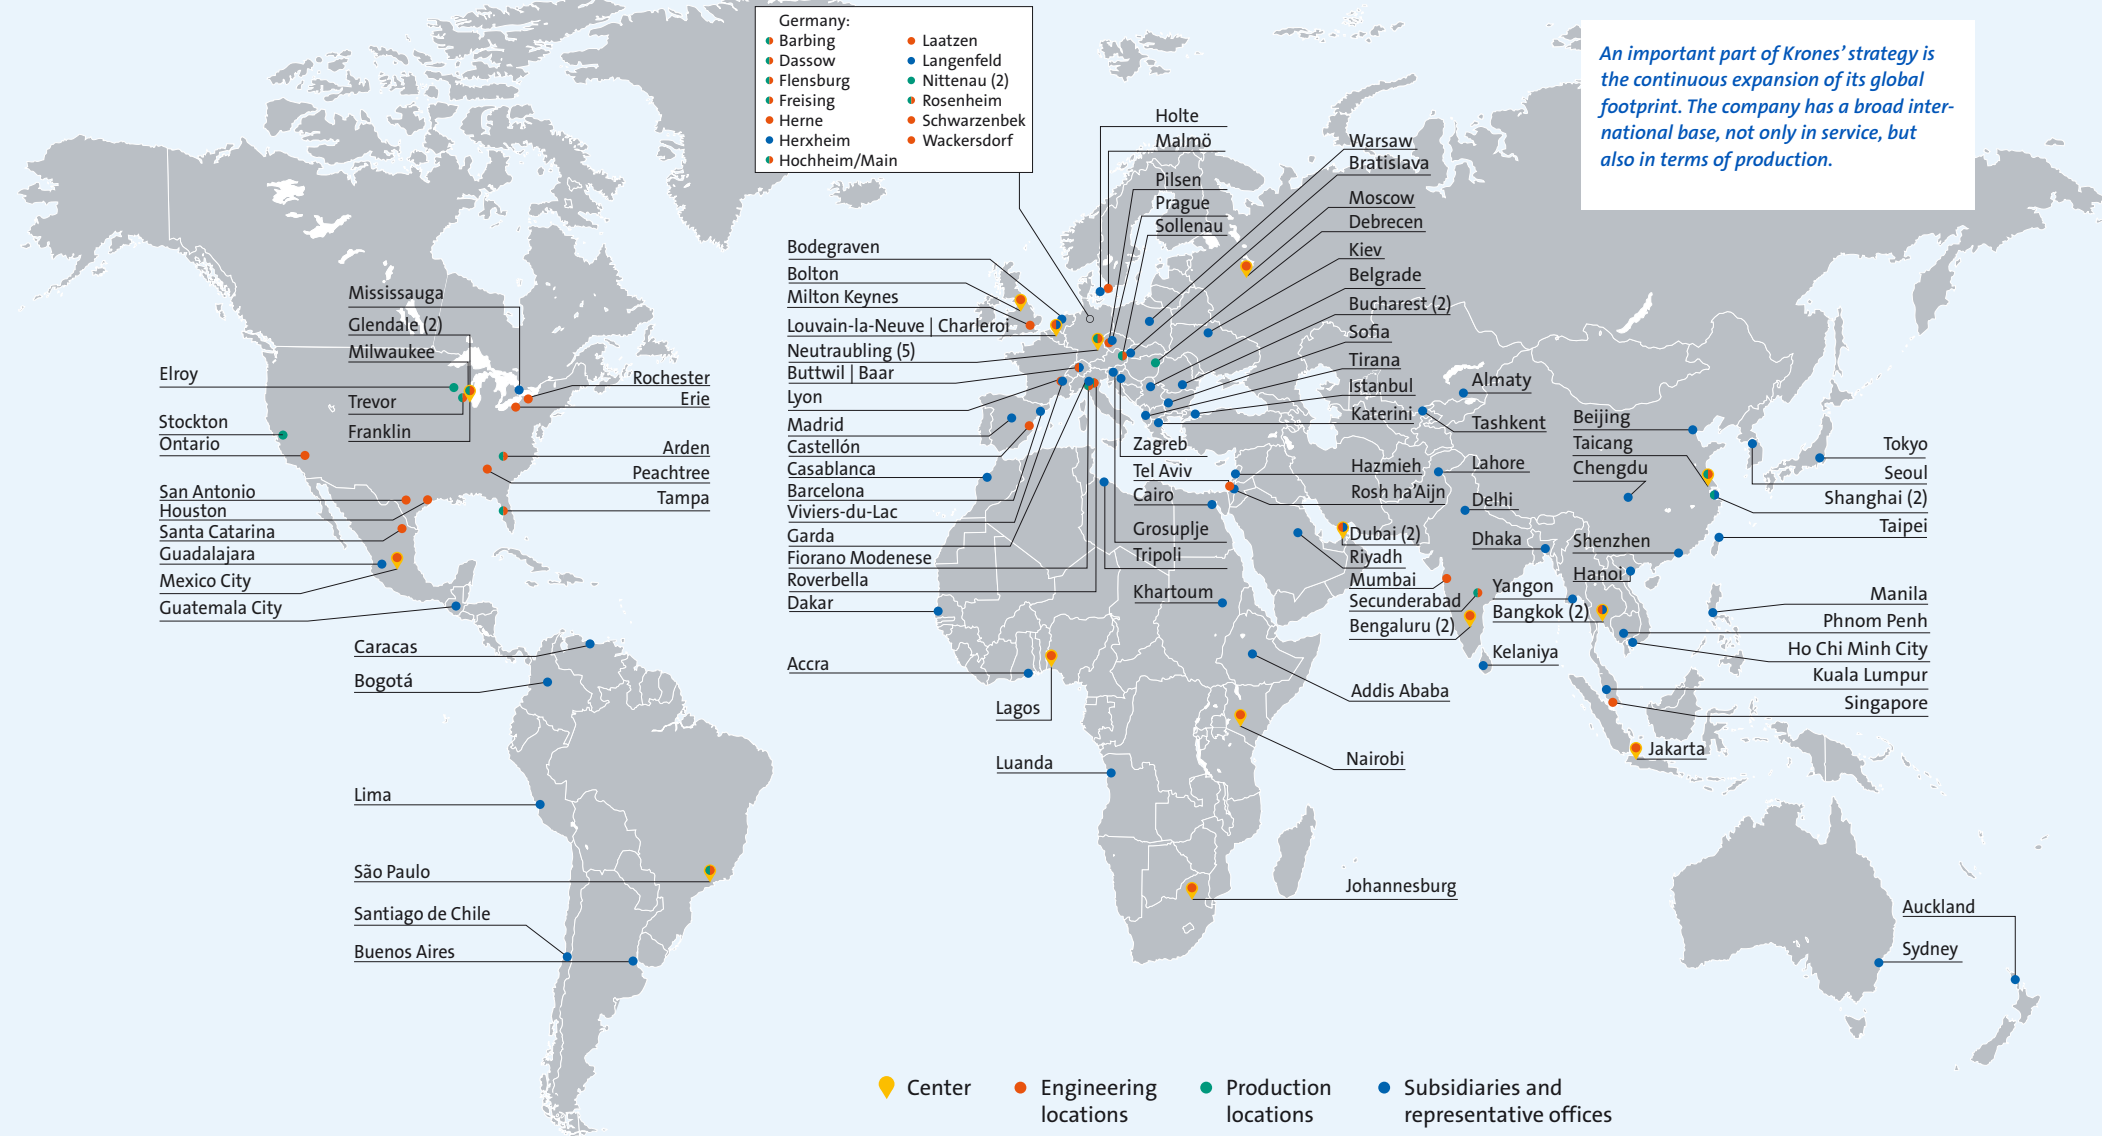 Germany:
Barbing
Dassow
Flensburg
Freising
Herne
Herxheim
Hochheim/Main
Laatzen
Langenfeld
Nittenau (2)
Rosenheim
Schwarzenbek
Wackersdorf
An important part of Krones’ strategy is
the continuous expansion of its global
footprint. The company has a broad inter-
national base, not only in service, but
also in terms of production.
Mississauga
Glendale (2)
Milwaukee
Elroy
Trevor
Franklin
Stockton
Ontario
San Antonio
Houston
Santa Catarina
Guadalajara
Mexico City
Guatemala City
Rochester
Erie
Arden
Peachtree
Tampa
Caracas
Bogotá
Lima
São Paulo
Santiago de Chile
Buenos Aires
Bodegraven
Bolton
Milton Keynes
Louvain-la-Neuve | Charleroi
Neutraubling (5)
Buttwil | Baar
Lyon
Madrid
Castellón
Casablanca
Barcelona
Viviers-du-Lac
Garda
Fiorano Modenese
Roverbella
Dakar
Accra
Lagos
Luanda
Holte
Malmö
Pilsen
Prague
Sollenau
Warsaw
Bratislava
Moscow
Debrecen
Kiev
Belgrade
Bucharest (2)
Sofia
Tirana
Istanbul
Katerini
Zagreb
Tel Aviv
Cairo
Grosuplje
Tripoli
Khartoum
Hazmieh
Rosh ha’Aijn
Dubai (2)
Riyadh
Mumbai
Secunderabad
Bengaluru (2)
Addis Ababa
Nairobi
Johannesburg
Almaty
Tashkent
Lahore
Delhi
Dhaka
Yangon
Bangkok (2)
Kelaniya
Beijing
Taicang
Chengdu
Shenzhen
Hanoi
Jakarta
Tokyo
Seoul
Shanghai (2)
Taipei
Manila
Phnom Penh
Ho Chi Minh City
Kuala Lumpur
Singapore
Auckland
Sydney
Center
Engineering
locations
Production
locations
Subsidiaries and
representative offices